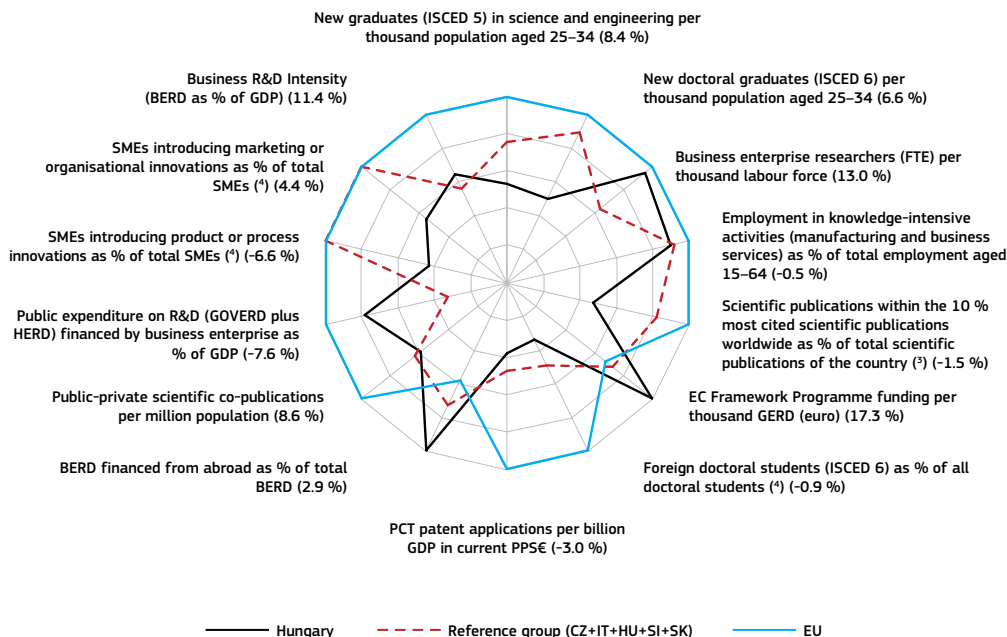 New graduates (ISCED 5) in science and engineering per
thousand population aged 25–34 (8.4 %)
New doctoral graduates (ISCED 6) per
thousand population aged 25–34 (6.6 %)
Business enterprise researchers (FTE) per
thousand labour force (13.0 %)
Employment in knowledge-intensive
activities (manufacturing and business
services) as % of total employment aged
15–64 (-0.5 %)
Scientific publications within the 10 %
most cited scientific publications
worldwide as % of total scientific
publications of the country (³) (-1.5 %)
EC Framework Programme funding per
thousand GERD (euro) (17.3 %)
Foreign doctoral students (ISCED 6) as % of all
doctoral students (⁴) (-0.9 %)
PCT patent applications per billion
GDP in current PPS€ (-3.0 %)
BERD financed from abroad as % of total
BERD (2.9 %)
Public-private scientific co-publications
per million population (8.6 %)
Public expenditure on R&D (GOVERD plus
HERD) financed by business enterprise as
% of GDP (-7.6 %)
SMEs introducing product or process
innovations as % of total SMEs (⁴) (-6.6 %)
SMEs introducing marketing or
organisational innovations as % of total
SMEs (⁴) (4.4 %)
Business R&D Intensity
(BERD as % of GDP) (11.4 %)
Hungary
Reference group (CZ+IT+HU+SI+SK)
EU